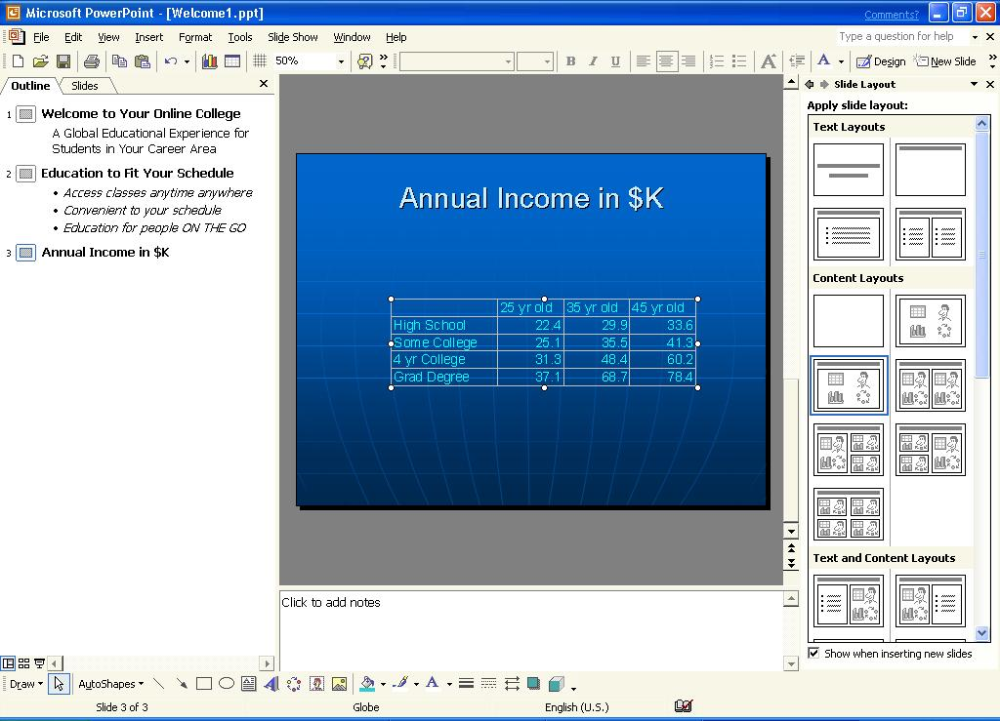 Microsoft PowerPoint - [Welcome1.ppt]
Comments?
File Edit View Insert Format Tools Slide Show Window Help
Type a question for help
50%
B I U
A A
Design New Slide
Outline Slides
Slide Layout
1 Welcome to Your Online College
A Global Educational Experience for
Students in Your Career Area
2 Education to Fit Your Schedule
• Access classes anytime anywhere
• Convenient to your schedule
• Education for people ON THE GO
3 Annual Income in $K
Annual Income in $K
25 yr old 35 yr old 45 yr old
High School 22.4 29.9 33.6
Some College 25.1 35.5 41.3
4 yr College 31.3 48.4 60.2
Grad Degree 37.1 68.7 78.4
Click to add notes
Apply slide layout:
Text Layouts
Content Layouts
Text and Content Layouts
Show when inserting new slides
Draw AutoShapes
A A
Slide 3 of 3 Globe English (U.S.)